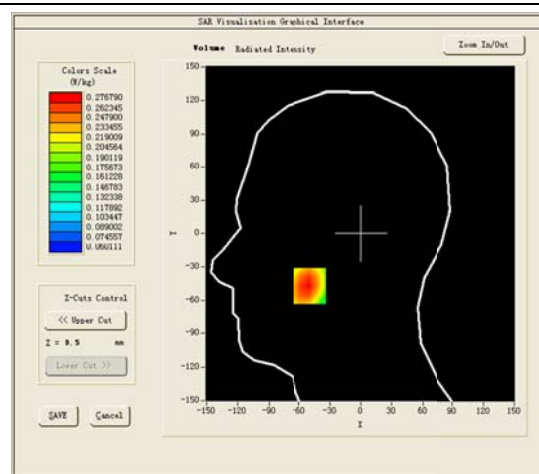 SAR Visualisation Graphical Interface
Volume Radiated Intensity
Zoom In/Out
Colors Scale
(W/kg)
0.276790
0.262345
0.247900
0.233455
0.219009
0.204564
0.190119
0.175673
0.161228
0.146783
0.132338
0.117892
0.103447
0.089002
0.074557
0.060111
Z-Cuts Control
<< Upper Cut
Z = 0.5 mm
Lower Cut >>
SAVE Cancel
150-
120-
90-
60-
30-
Y 0-
-30-
-60-
-90-
-120-
-150-
-150 -120 -90 -60 -30 0 30 60 90 120 150
X